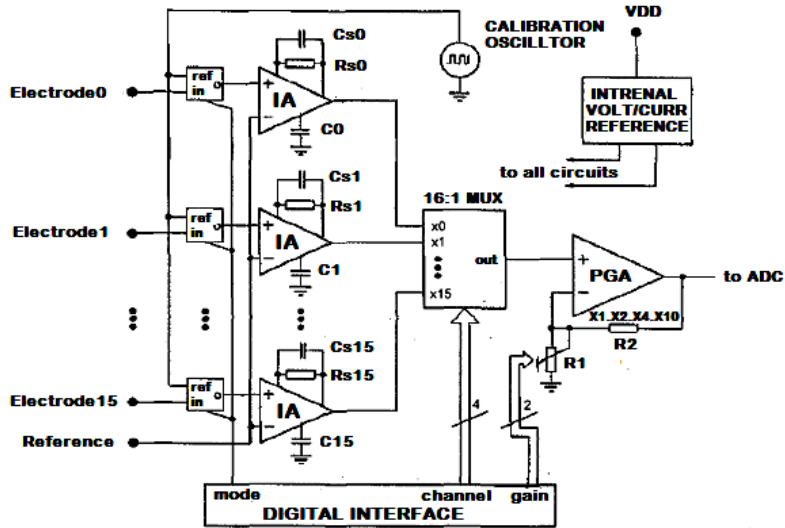 Cs0
CALIBRATION
OSCILLTOR
VDD
ref
in
Rs0
Electrode0
+
IA
−
C0
INTRENAL
VOLT/CURR
REFERENCE
to all circuits
Cs1
16:1 MUX
ref
in
Rs1
Electrode1
+
IA
−
C1
x0
x1
out
x15
+
PGA
−
to ADC
X1.X2.X4.X10
R2
R1
Cs15
ref
in
Rs15
Electrode15
+
IA
−
C15
Reference
4
2
mode
channel
gain
DIGITAL INTERFACE